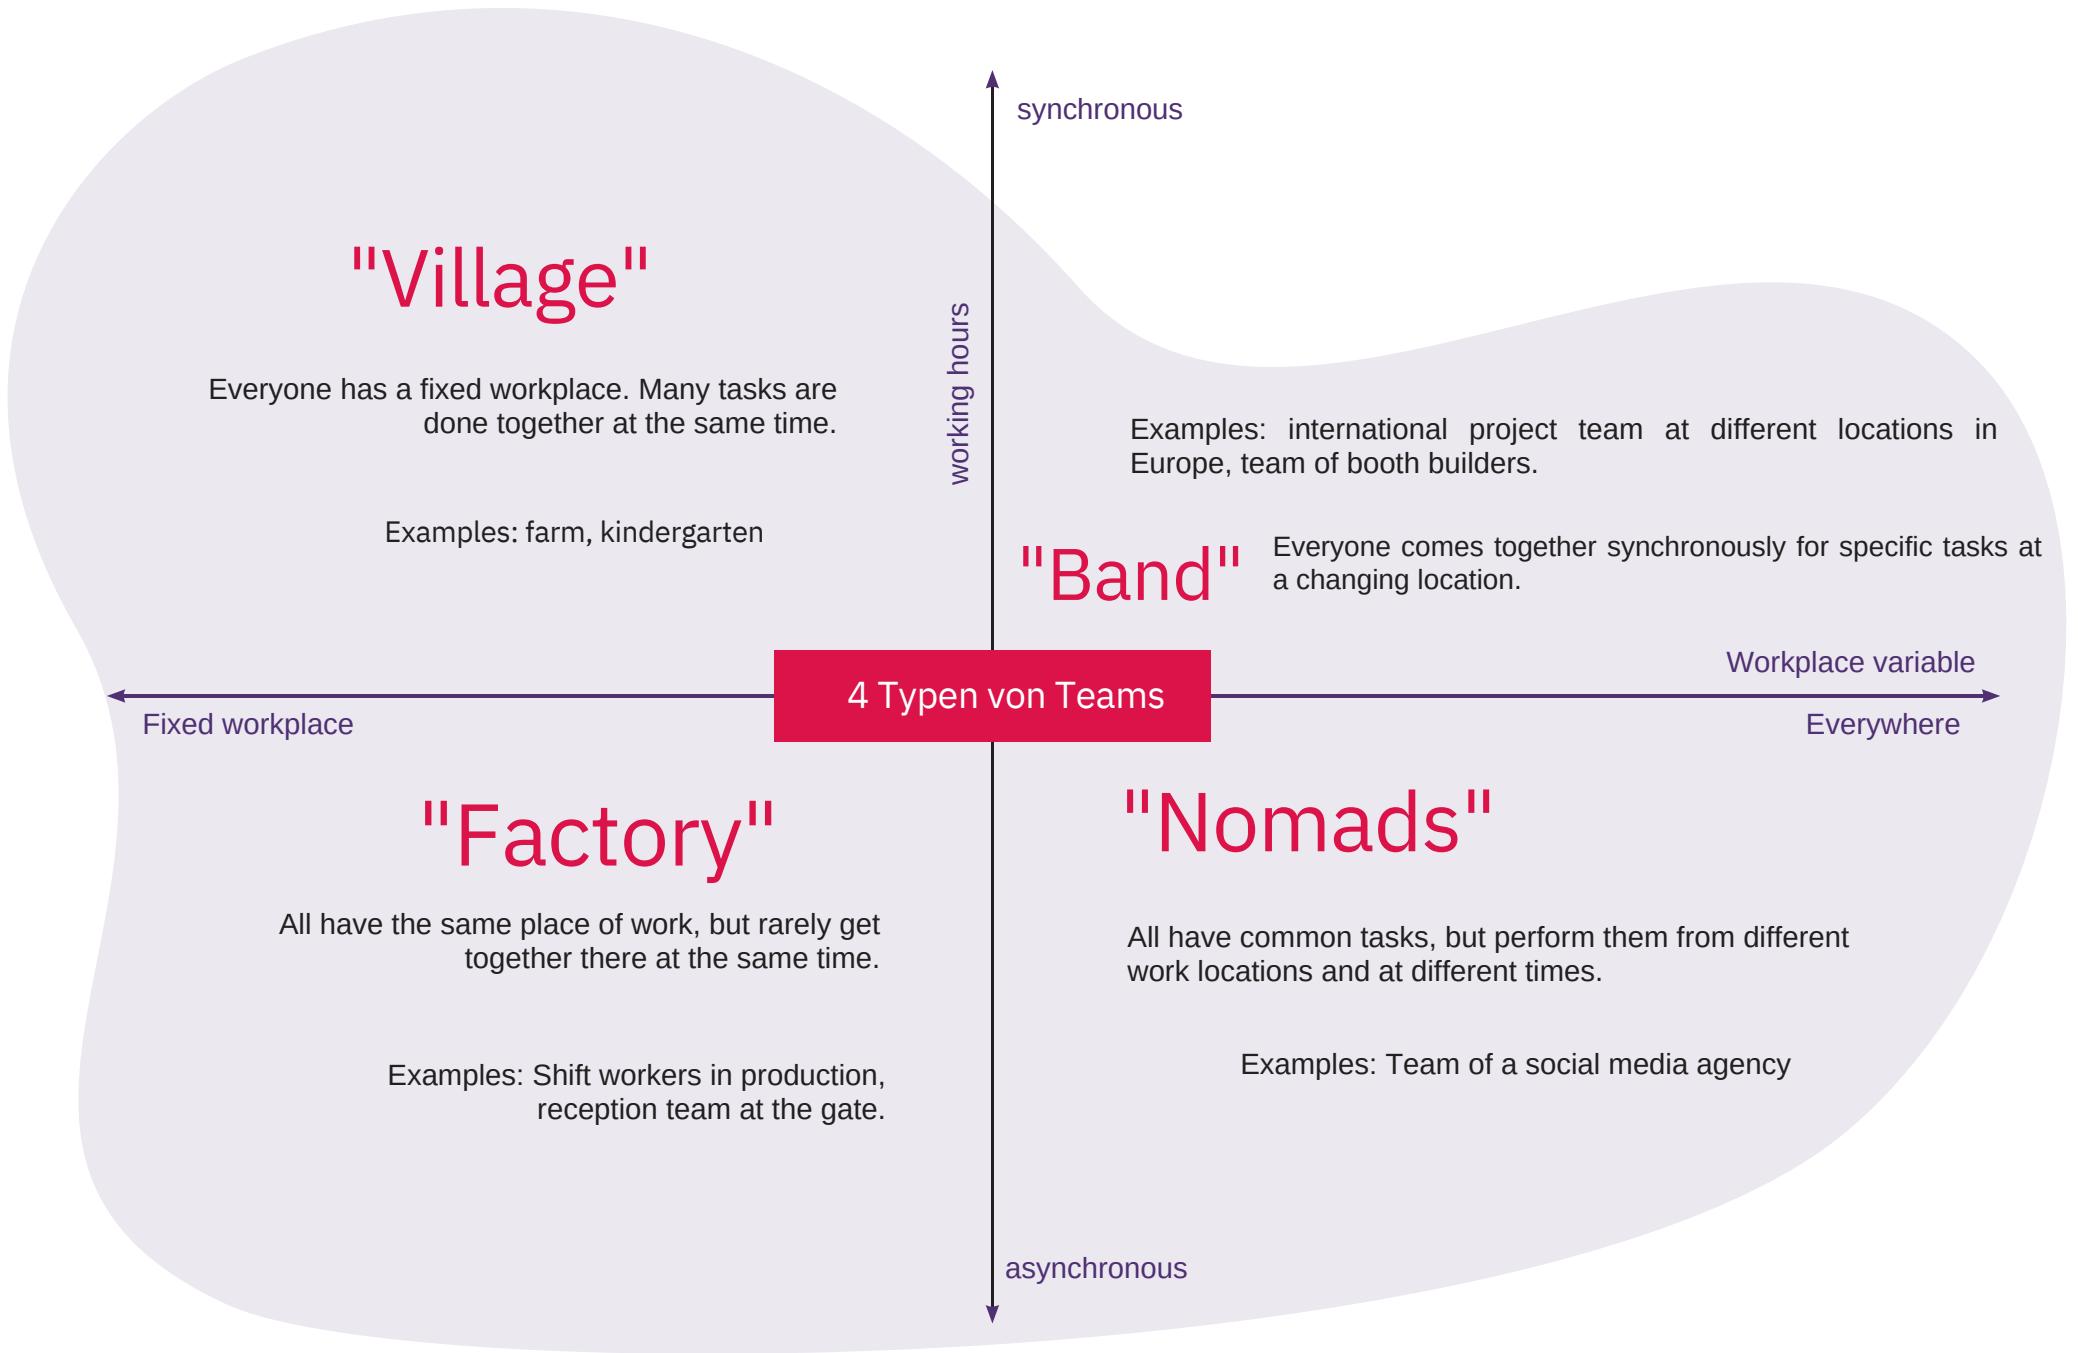 synchronous
"Village"
working hours
Everyone has a fixed workplace. Many tasks are
done together at the same time.
Examples: farm, kindergarten
Examples: international project team at different locations in
Europe, team of booth builders.
"Band"
Everyone comes together synchronously for specific tasks at
a changing location.
4 Typen von Teams
Workplace variable
Fixed workplace
Everywhere
"Factory"
All have the same place of work, but rarely get
together there at the same time.
Examples: Shift workers in production,
reception team at the gate.
"Nomads"
All have common tasks, but perform them from different
work locations and at different times.
Examples: Team of a social media agency
asynchronous